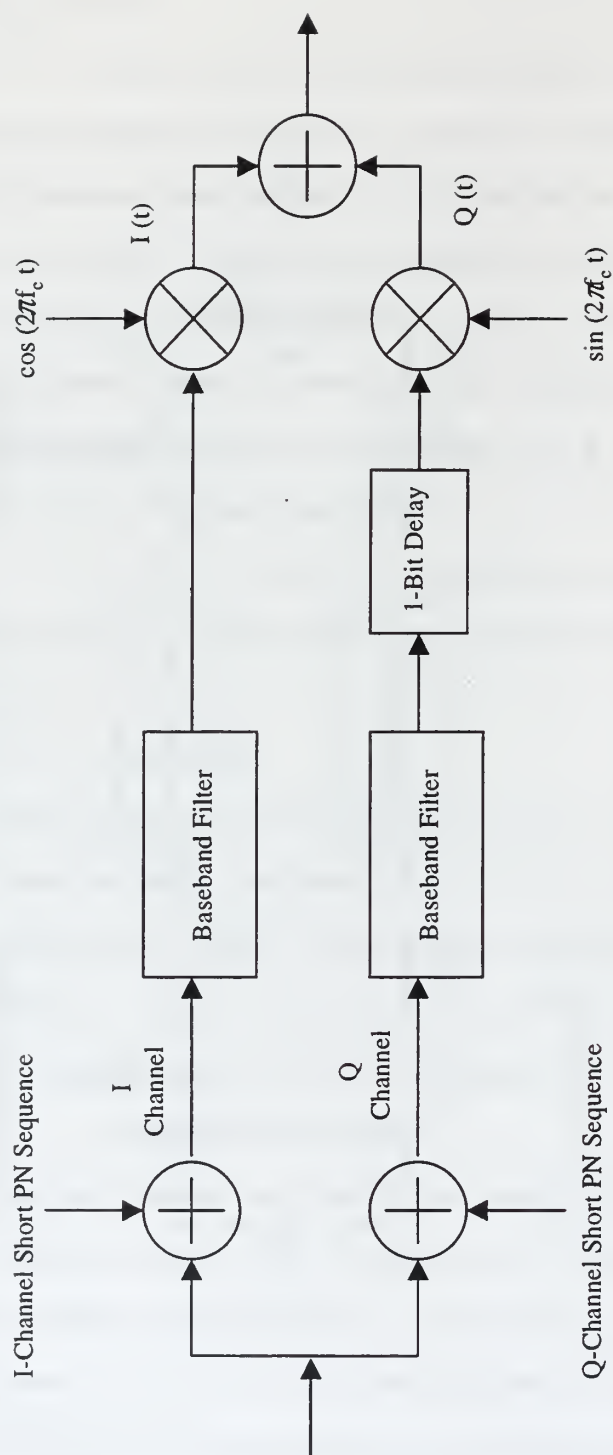 I-Channel Short PN Sequence
I
Channel
Baseband Filter
cos (2πf_c t)
I (t)
Q
Channel
Baseband Filter
1-Bit Delay
Q (t)
Q-Channel Short PN Sequence
sin (2πf_c t)